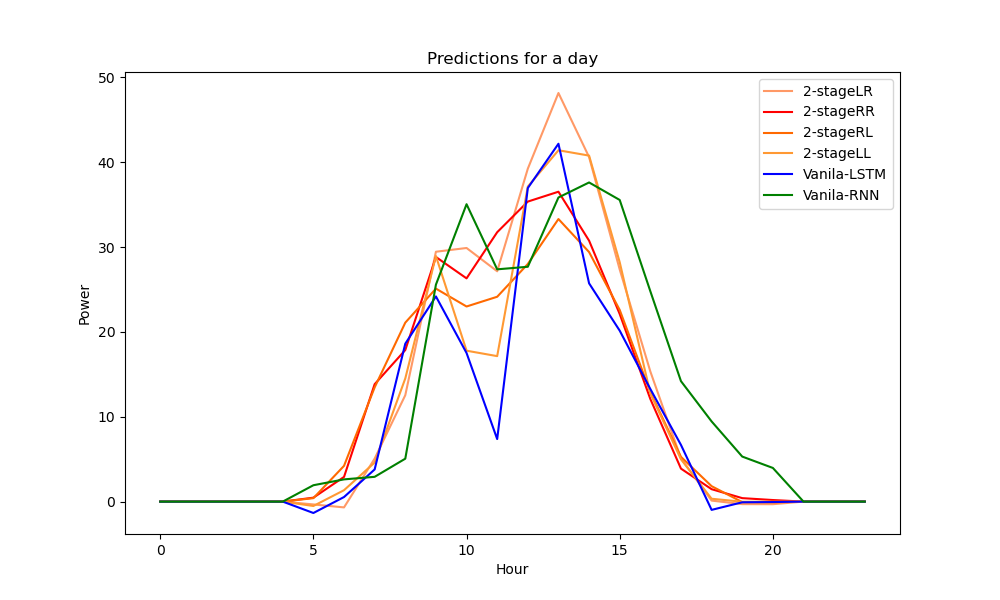 Predictions for a day
50
40
30
20
10
0
Power
2-stageLR
2-stageRR
2-stageRL
2-stageLL
Vanila-LSTM
Vanila-RNN
0 5 10 15 20
Hour